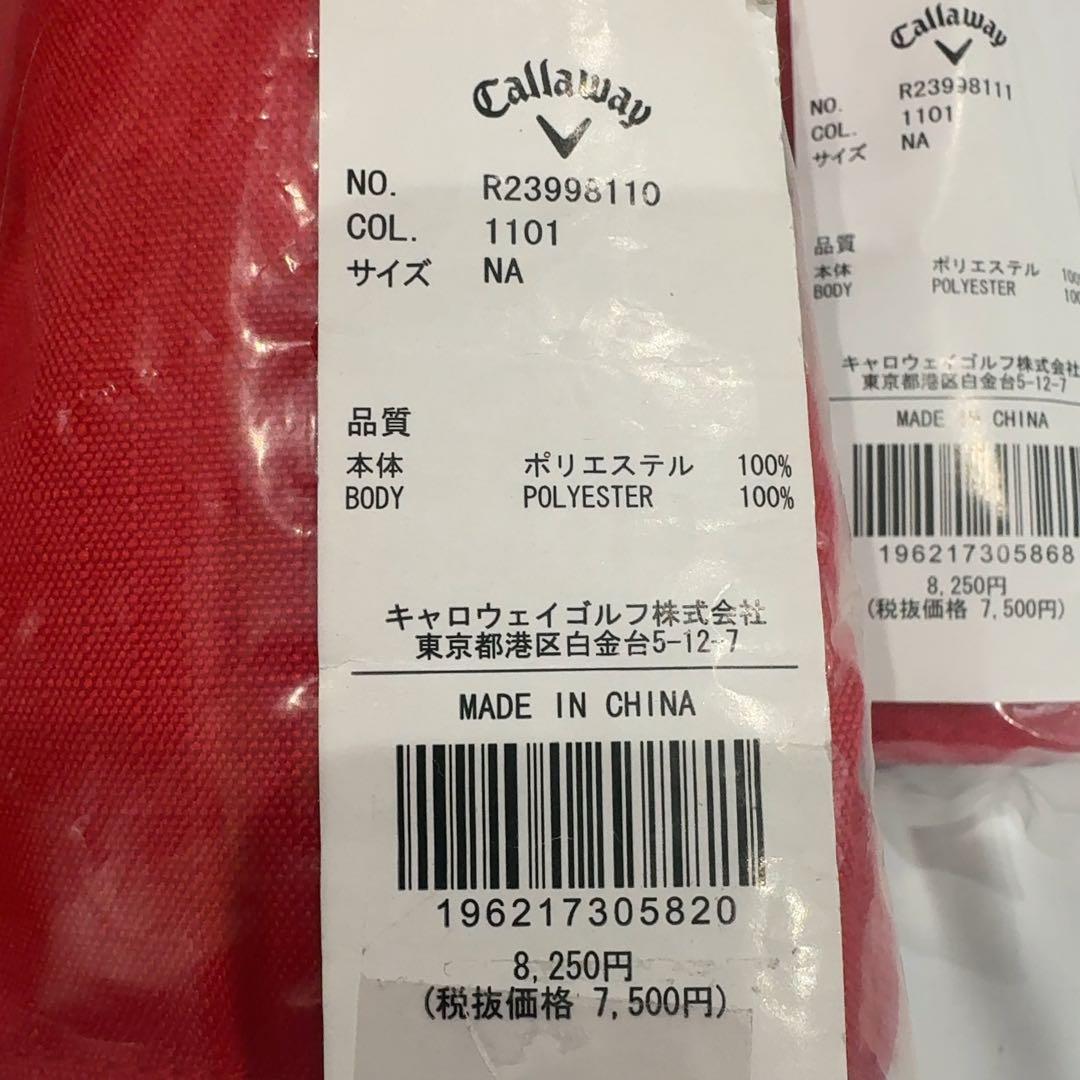 Callaway
NO. R23998110
COL. 1101
サイズ NA
品質
本体 ポリエステル 100%
BODY POLYESTER 100%
キャロウェイゴルフ株式会社
東京都港区白金台5-12-7
MADE IN CHINA
196217305820
8,250円
(税抜価格 7,500円)
Callaway
NO. R23998111
COL. 1101
サイズ NA
品質
本体 ポリエステル
BODY POLYESTER
キャロウェイゴルフ株式会社
東京都港区白金台5-12-7
MADE IN CHINA
196217305868
8,250円
(税抜価格 7,500円)